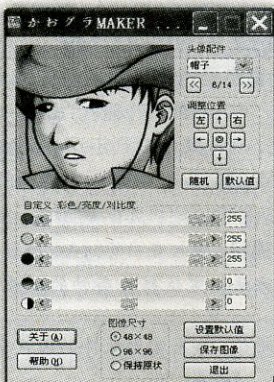 かおグラMAKER ...
头像配件
帽子
<< 6/14 >>
调整位置
左 ↑ 右
← ◎ →
↓
随机 默认值
自定义 彩色/亮度/对比度
255
255
255
0
0
图像尺寸
关于(A)
48×48
96×96
保持原状
帮助(H)
设置默认值
保存图像
退出